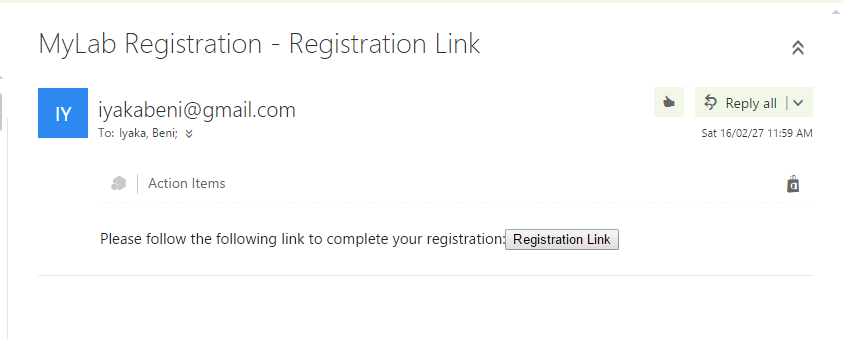 MyLab Registration - Registration Link
IY
iyakabeni@gmail.com
Reply all
To: Iyaka, Beni;
Sat 16/02/27 11:59 AM
Action Items
Please follow the following link to complete your registration: Registration Link